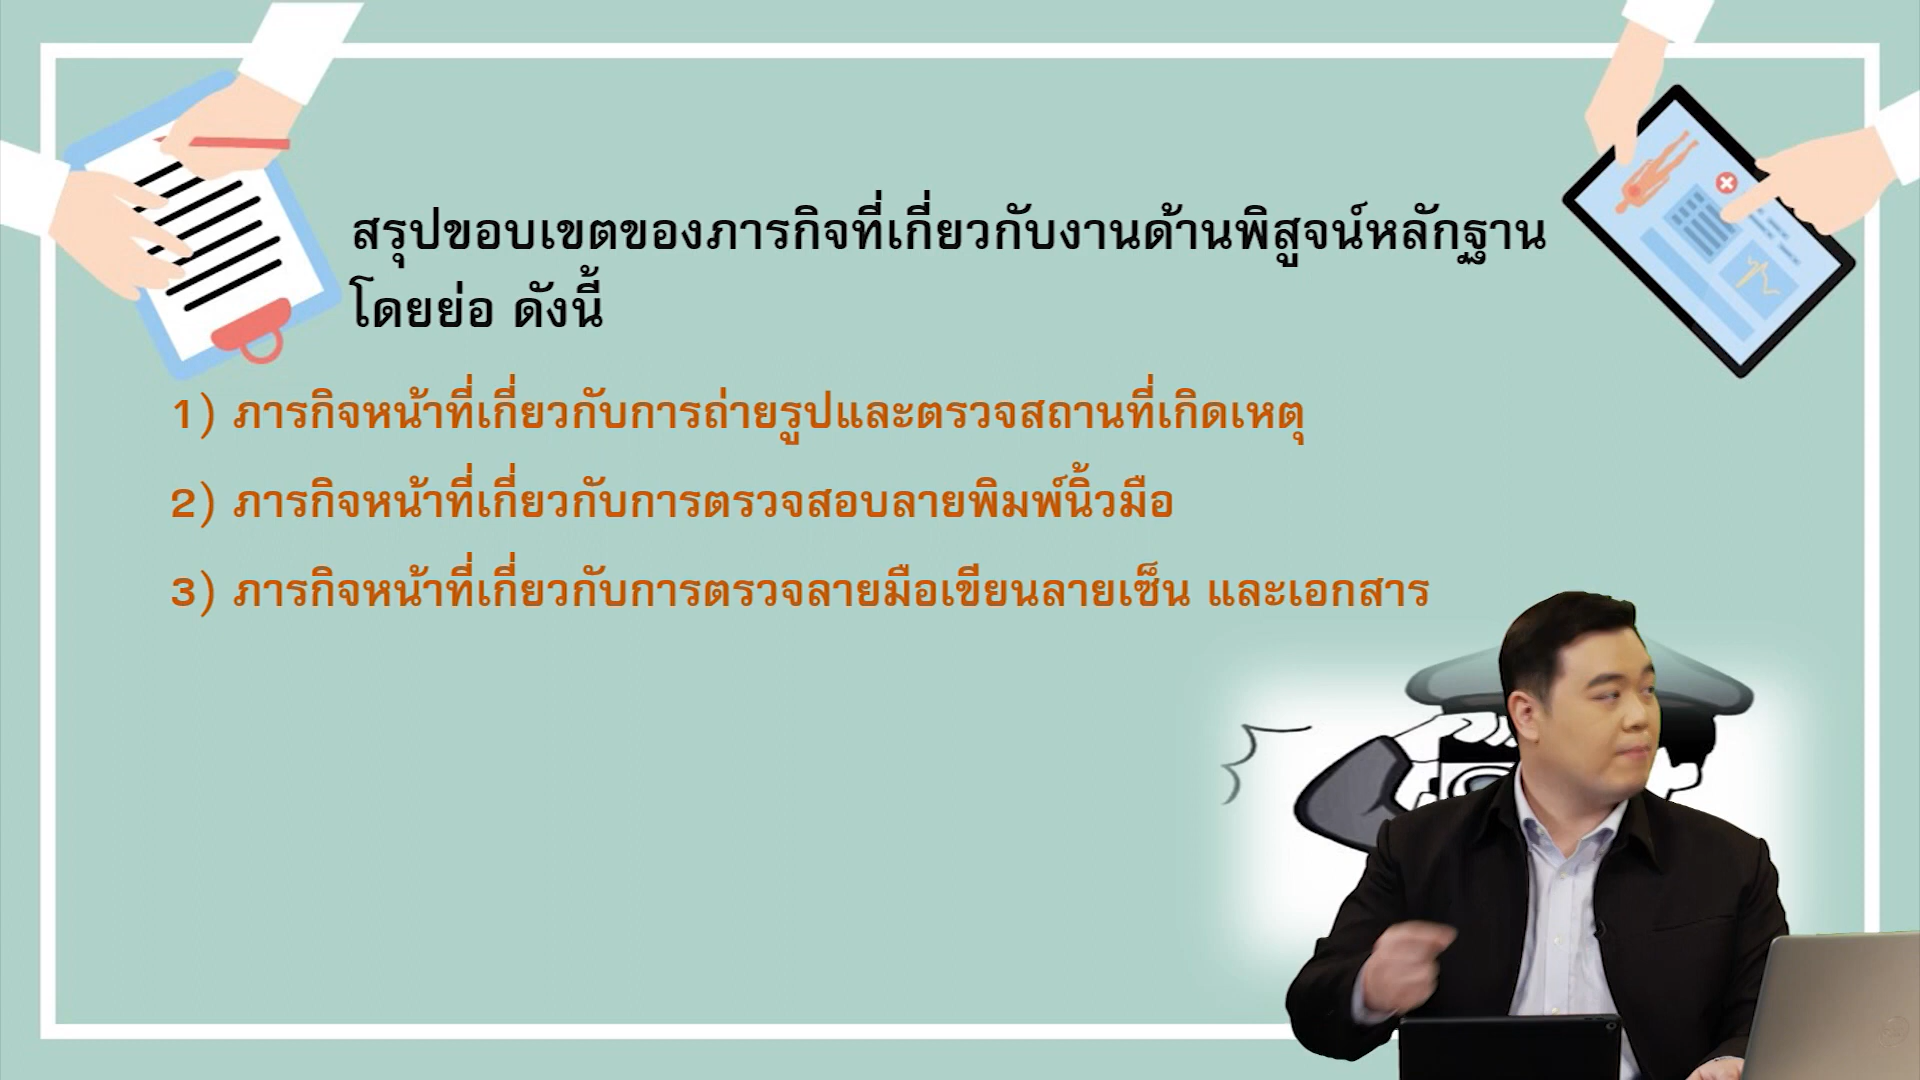 สรุปขอบเขตของภารกิจที่เกี่ยวกับงานด้านพิสูจน์หลักฐาน
โดยย่อ ดังนี้
1) ภารกิจหน้าที่เกี่ยวกับการถ่ายรูปและตรวจสถานที่เกิดเหตุ
2) ภารกิจหน้าที่เกี่ยวกับการตรวจสอบลายพิมพ์นิ้วมือ
3) ภารกิจหน้าที่เกี่ยวกับการตรวจลายมือเขียนลายเซ็น และเอกสาร